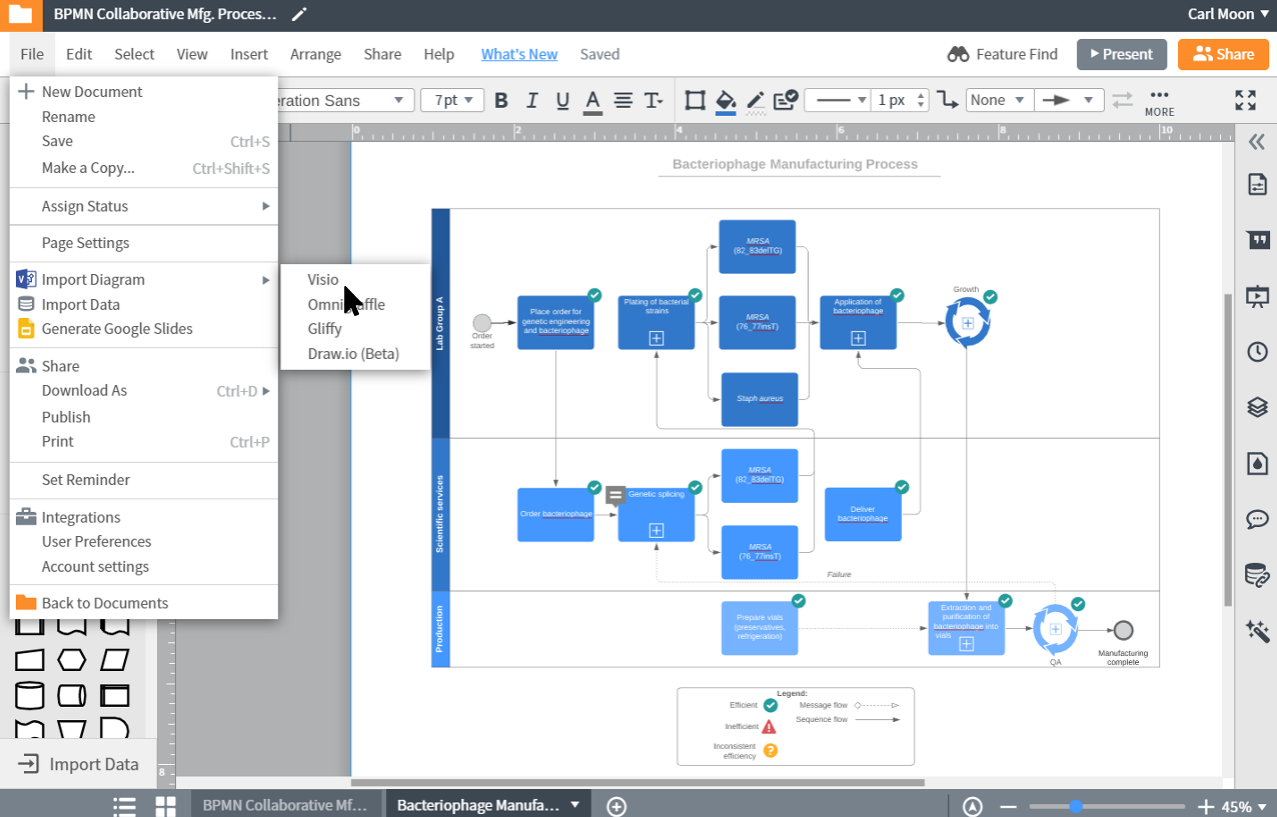 BPMN Collaborative Mfg. Proces...
Carl Moon
File Edit Select View Insert Arrange Share Help What's New Saved
Feature Find
Present
Share
eration Sans
7pt
B I U A T
1 px
None
MORE
New Document
Rename
Save Ctrl+S
Make a Copy... Ctrl+Shift+S
Assign Status
Page Settings
Import Diagram
Import Data
Generate Google Slides
Share
Download As Ctrl+D
Publish
Print Ctrl+P
Set Reminder
Integrations
User Preferences
Account settings
Back to Documents
Visio
Gliffy
Draw.io (Beta)
0 2 4 6 8 10
Bacteriophage Manufacturing Process
Lab Group A
Order
started
Place order for
genetic engineering
and bacteriophage
Plating of bacterial
strains
MRSA
(82_83delTG)
MRSA
(76_77insT)
Staph aureus
Application of
bacteriophage
Growth
Scientific services
Order bacteriophage
Genetic splicing
MRSA
(82_83delTG)
MRSA
(76_77insT)
Deliver
bacteriophage
Failure
Production
Prepare vials
(preservatives,
refrigeration)
Extraction and
purification of
bacteriophage into
vials
QA
Manufacturing
complete
Legend:
Efficient
Message flow
Sequence flow
Inefficient
Inconsistent
efficiency
?
Import Data
8
BPMN Collaborative Mf...
Bacteriophage Manufa...
45%